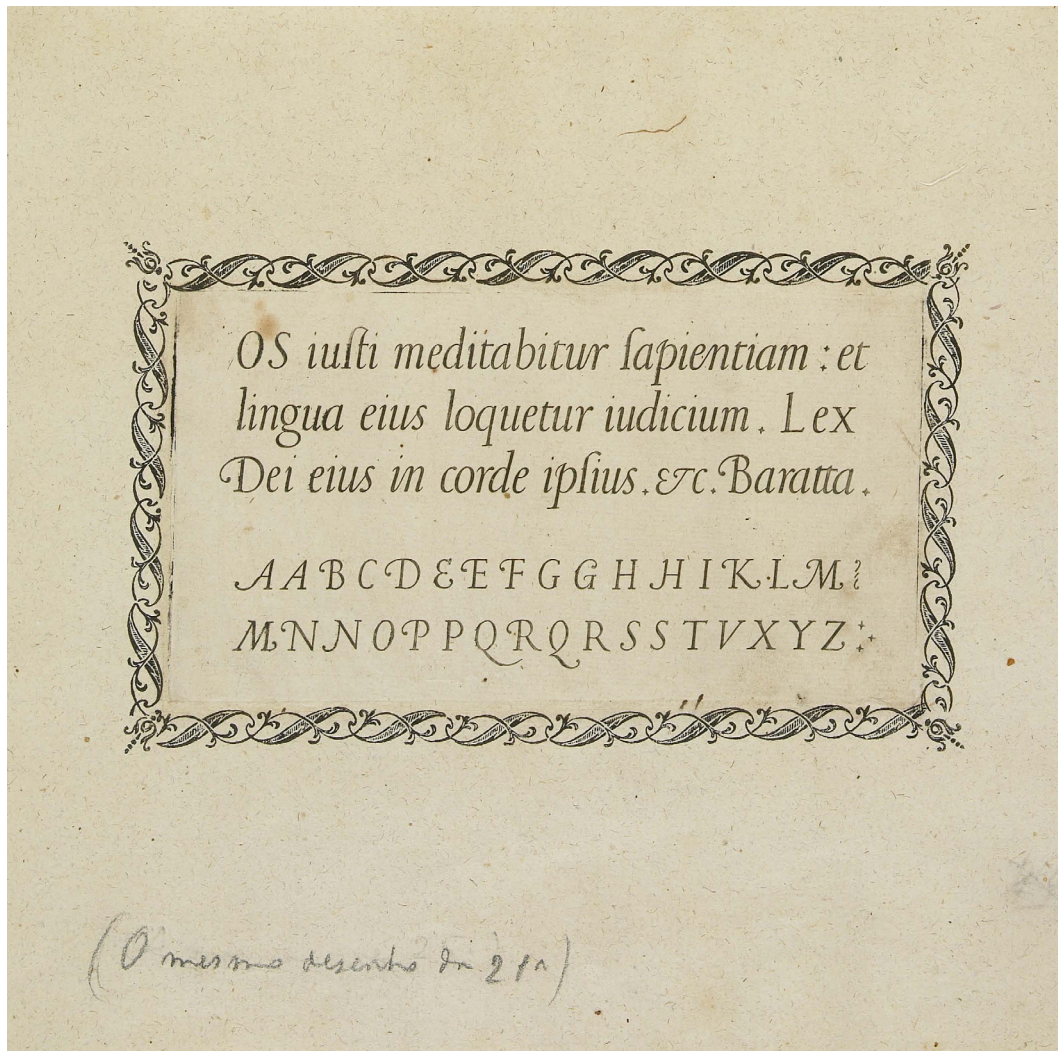 OS iuſti meditabitur ſapientiam : et
lingua eius loquetur iudicium . Lex
Dei eius in corde ipſius . &c . Baratta .
A A B C D E E F G G H H I K L M
M N N O P P Q R Q R S S T V X Y Z :
(O mesmo desenho da 2